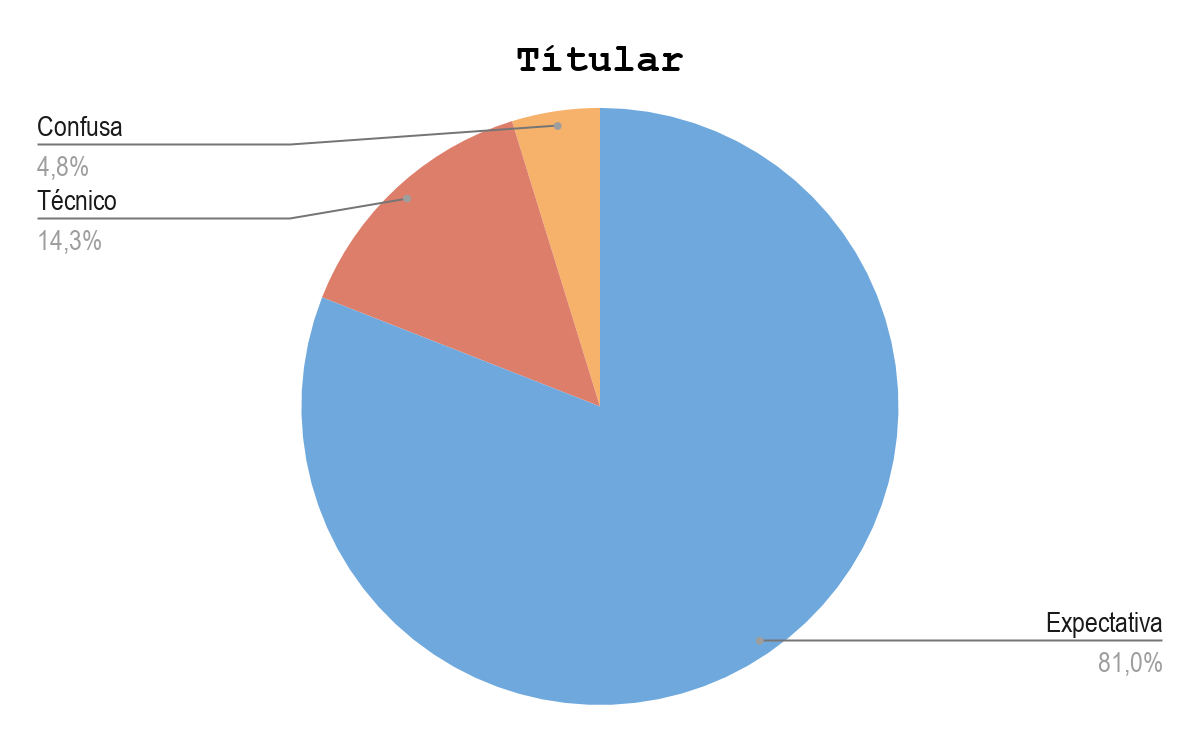 Títular
Confusa
4,8%
Técnico
14,3%
Expectativa
81,0%